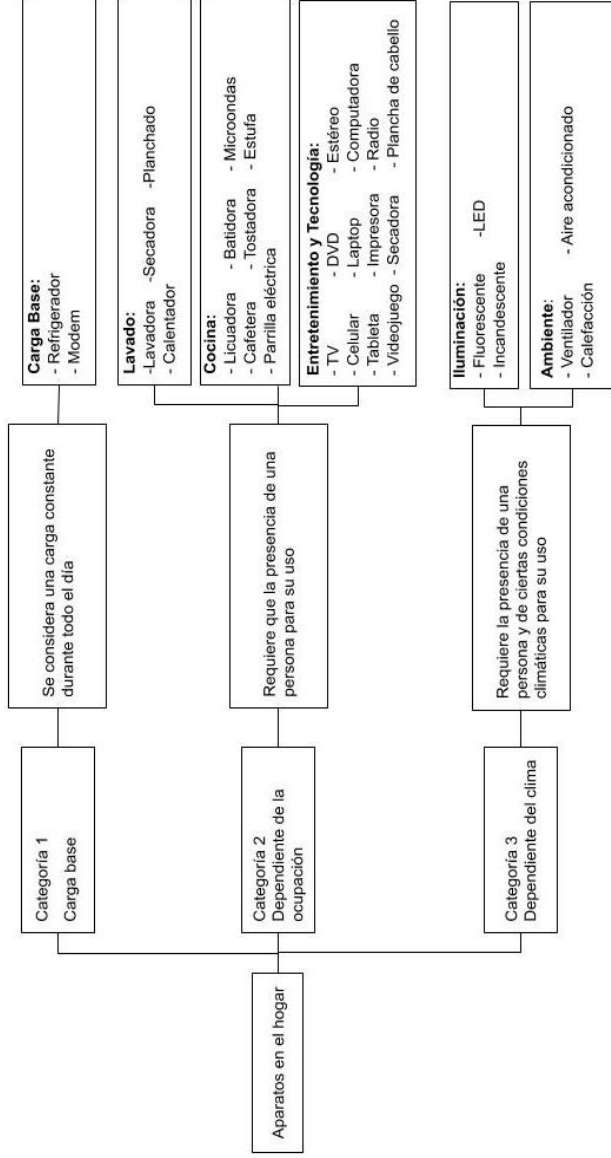 Aparatos en el hogar
Categoría 1
Carga base
Se considera una carga constante
durante todo el día
Carga Base:
- Refrigerador
- Modem
Categoría 2
Dependiente de la
ocupación
Requiere que la presencia de una
persona para su uso
Lavado:
-Lavadora -Secadora -Planchado
- Calentador
Cocina:
- Licuadora - Batidora - Microondas
- Cafetera - Tostadora - Estufa
- Parrilla eléctrica
Entretenimiento y Tecnología:
- TV - DVD - Estéreo
- Celular - Laptop - Computadora
- Tableta - Impresora - Radio
- Videojuego - Secadora - Plancha de cabello
Categoría 3
Dependiente del clima
Requiere la presencia de una
persona y de ciertas condiciones
climáticas para su uso
Iluminación:
- Fluorescente -LED
- Incandescente
Ambiente:
- Ventilador - Aire acondicionado
- Calefacción